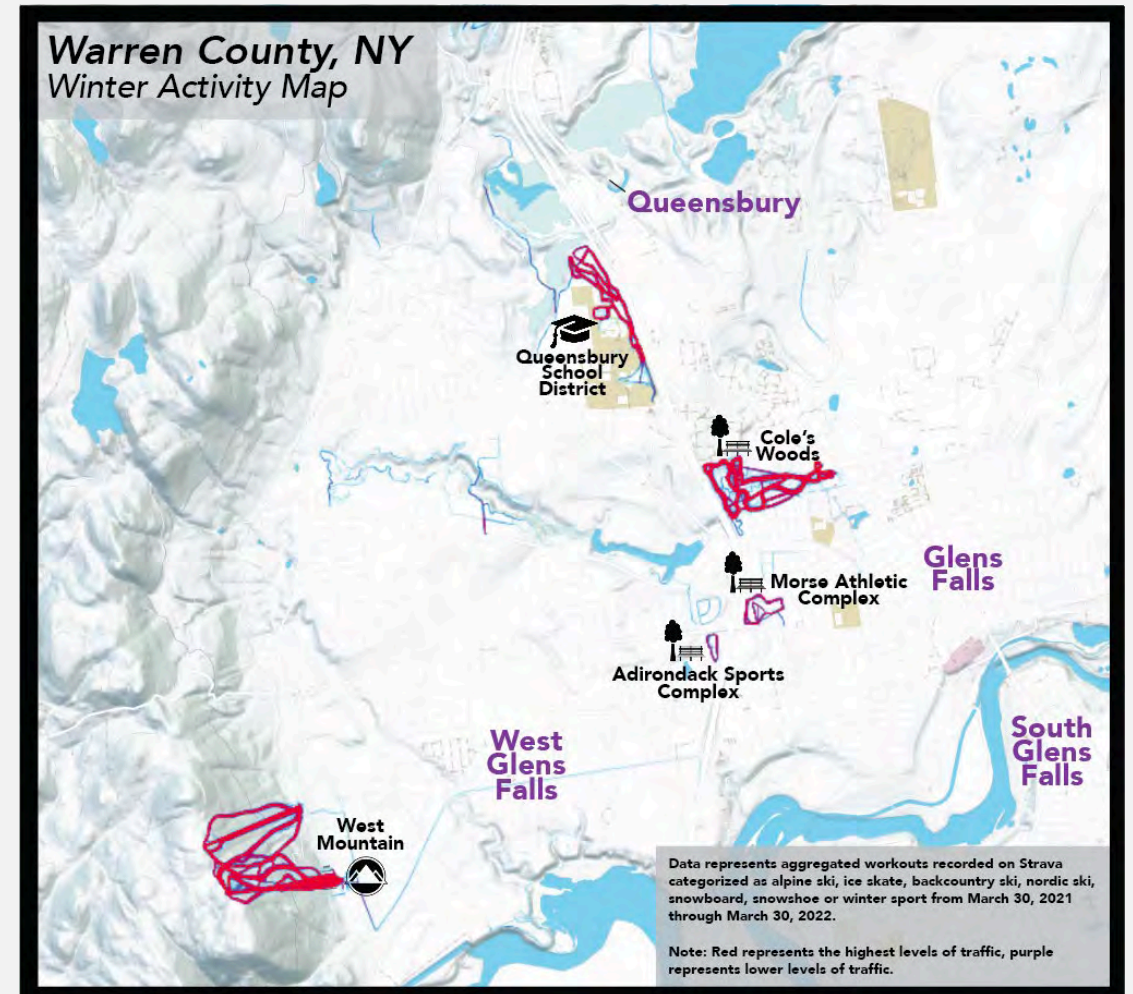 Warren County, NY
Winter Activity Map
Queensbury
Queensbury
School
District
Cole's
Woods
Glens
Falls
Morse Athletic
Complex
Adirondack Sports
Complex
West
Glens
Falls
South
Glens
Falls
West
Mountain
Data represents aggregated workouts recorded on Strava
categorized as alpine ski, ice skate, backcountry ski, nordic ski,
snowboard, snowshoe or winter sport from March 30, 2021
through March 30, 2022.
Note: Red represents the highest levels of traffic, purple
represents lower levels of traffic.